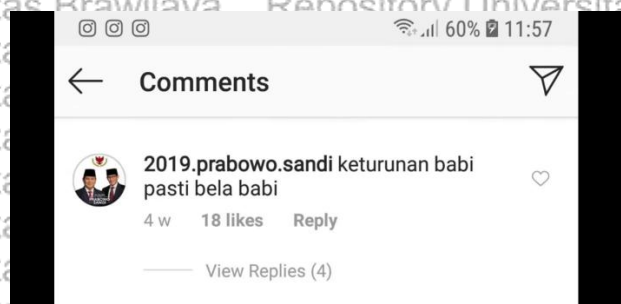 tas Brawijaya Repository Universita
60% 11:57
Comments
2019.prabowo.sandi keturunan babi
pasti bela babi
4 w 18 likes Reply
View Replies (4)